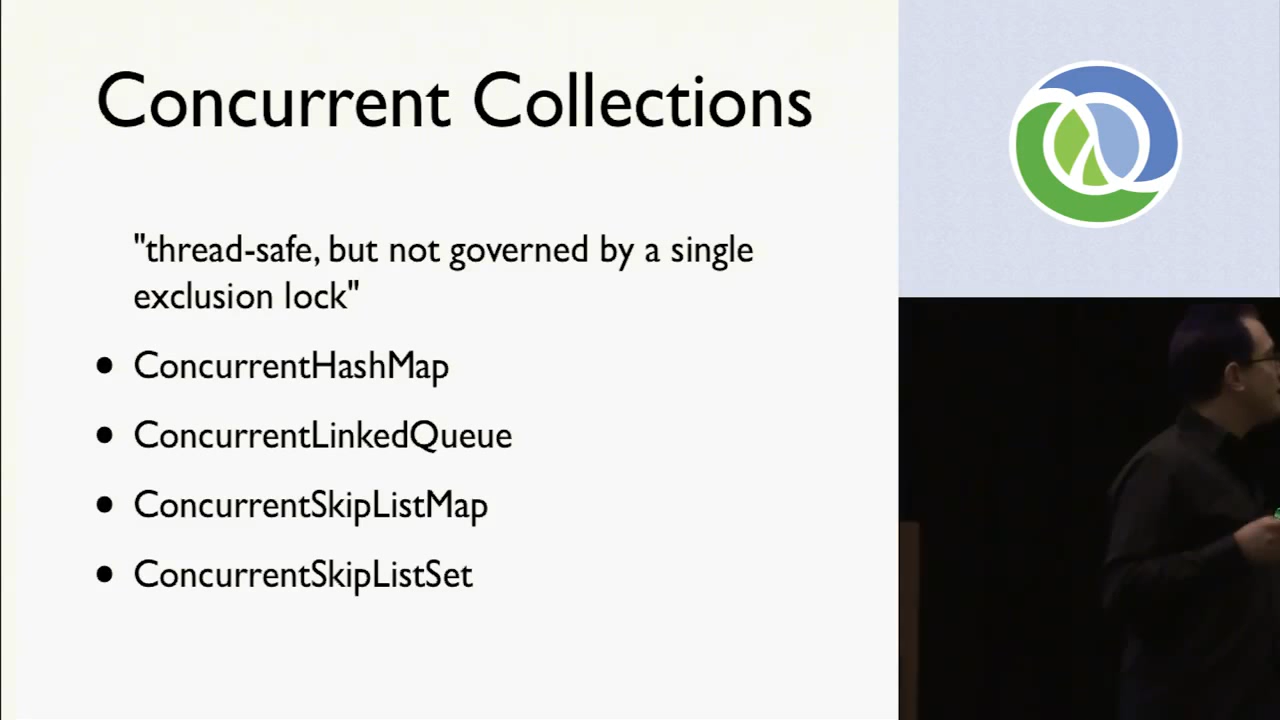 Concurrent Collections
"thread-safe, but not governed by a single
exclusion lock"
• ConcurrentHashMap
• ConcurrentLinkedQueue
• ConcurrentSkipListMap
• ConcurrentSkipListSet